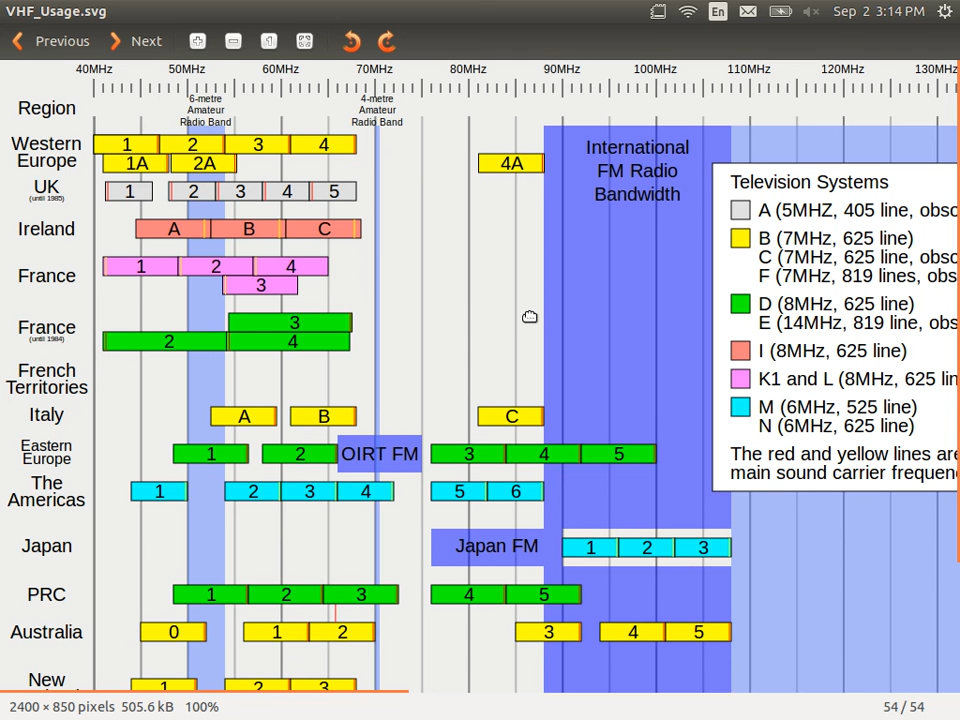 VHF_Usage.svg
En
Sep 2 3:14 PM
Previous
Next
40MHz 50MHz 60MHz 70MHz 80MHz 90MHz 100MHz 110MHz 120MHz 130MHz
Region
6-metre
Amateur
Radio Band
4-metre
Amateur
Radio Band
Western
Europe
1 2 3 4
1A 2A 4A
International
FM Radio
Bandwidth
UK
(until 1985)
1 2 3 4 5
Ireland
A B C
France
1 2 4
3
France
(until 1984)
3
2 4
French
Territories
Italy
A B C
Eastern
Europe
1 2 OIRT FM 3 4 5
The
Americas
1 2 3 4 5 6
Japan
Japan FM 1 2 3
PRC
1 2 3 4 5
Australia
0 1 2 3 4 5
New
1 2 3
Television Systems
A (5MHZ, 405 line, obso
B (7MHz, 625 line)
C (7MHz, 625 line, obso
F (7MHz, 819 lines, obs
D (8MHz, 625 line)
E (14MHz, 819 line, obs
I (8MHz, 625 line)
K1 and L (8MHz, 625 lin
M (6MHz, 525 line)
N (6MHz, 625 line)
The red and yellow lines are
main sound carrier frequen
2400 × 850 pixels 505.6 kB 100%
54 / 54